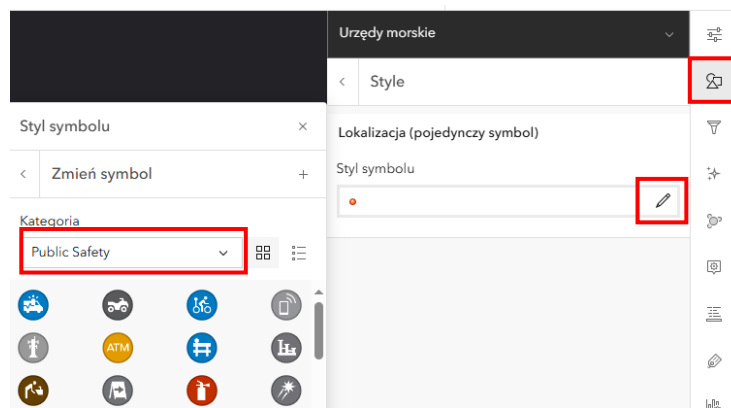 Urzędy morskie
Style
Styl symbolu
Lokalizacja (pojedynczy symbol)
Zmień symbol
Styl symbolu
Kategoria
Public Safety
ATM